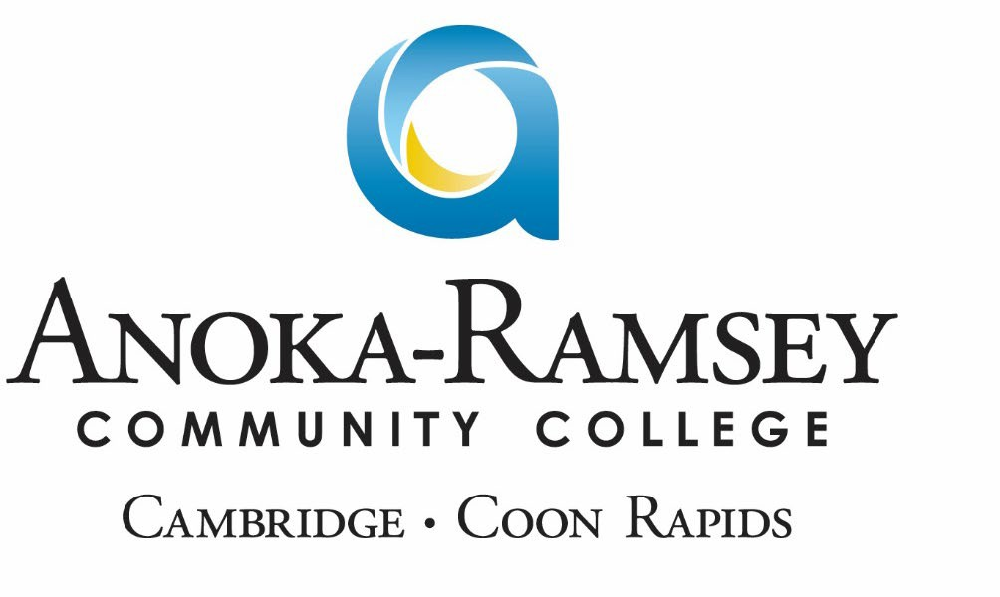 ANOKA-RAMSEY
COMMUNITY COLLEGE
CAMBRIDGE • COON RAPIDS